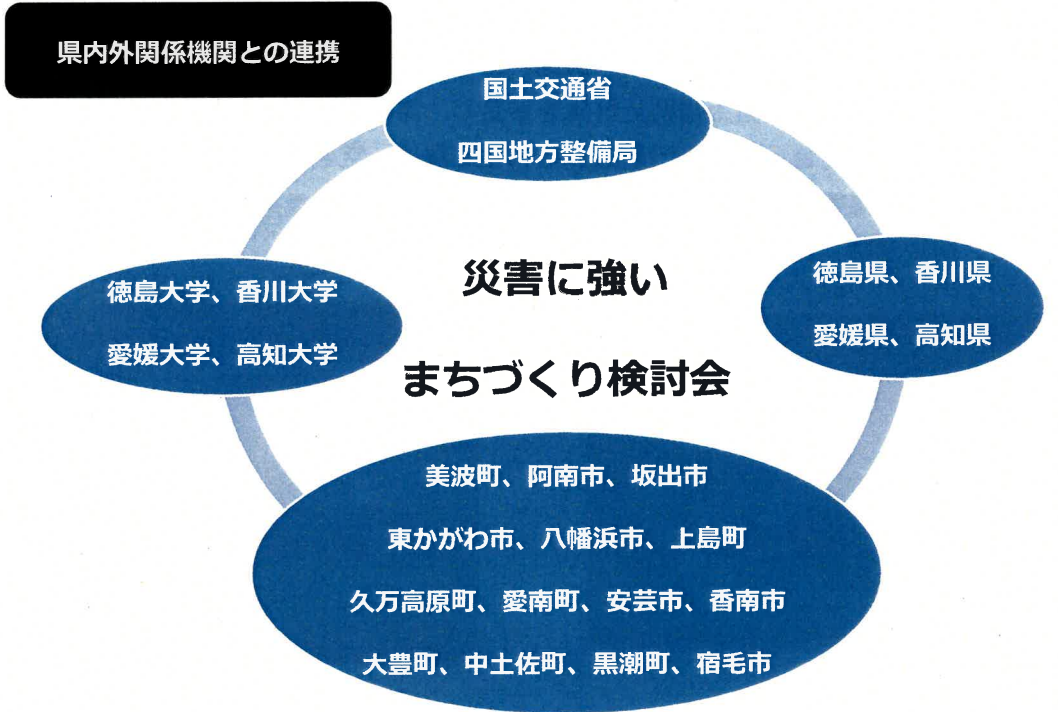 県内外関係機関との連携
国土交通省
四国地方整備局
徳島大学、香川大学
愛媛大学、高知大学
災害に強い
まちづくり検討会
徳島県、香川県
愛媛県、高知県
美波町、阿南市、坂出市
東かがわ市、八幡浜市、上島町
久万高原町、愛南町、安芸市、香南市
大豊町、中土佐町、黒潮町、宿毛市